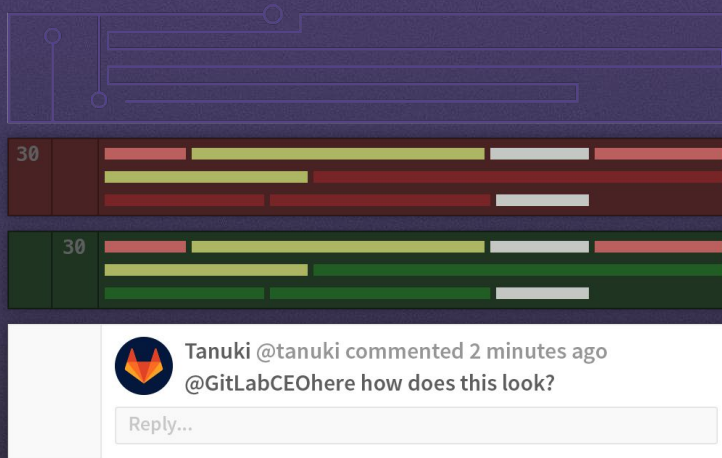 30
30
Tanuki @tanuki commented 2 minutes ago
@GitLabCEOhere how does this look?
Reply...